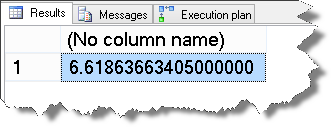 Results Messages Execution plan
(No column name)
1 6.61863663405000000